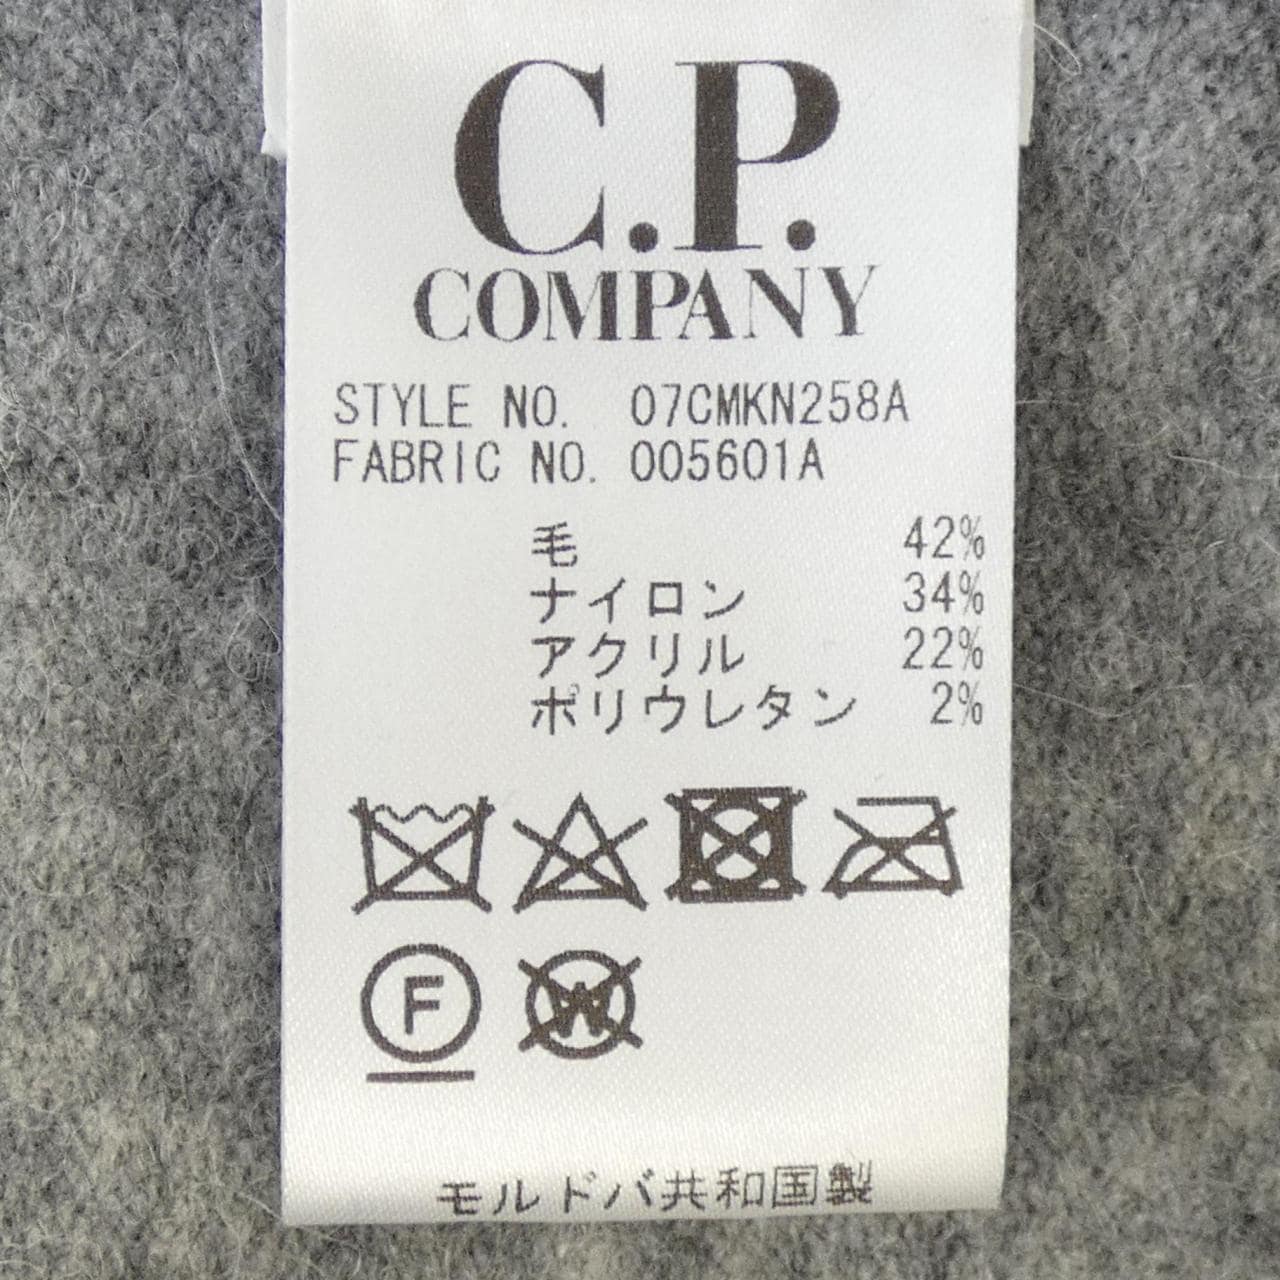 C.P.
COMPANY
STYLE NO. 07CMKN258A
FABRIC NO. 005601A
毛 42%
ナイロン 34%
アクリル 22%
ポリウレタン 2%
F W
モルドバ共和国製